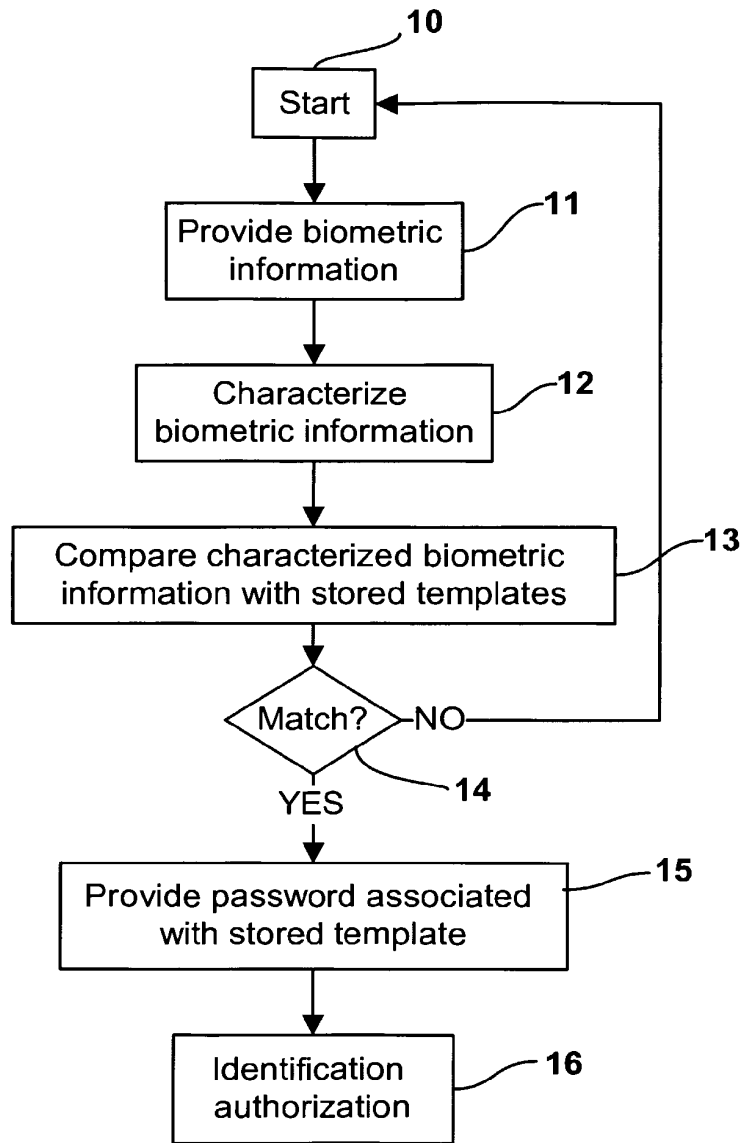 10
Start
11
Provide biometric
information
12
Characterize
biometric information
13
Compare characterized biometric
information with stored templates
Match?
NO
14
YES
15
Provide password associated
with stored template
16
Identification
authorization